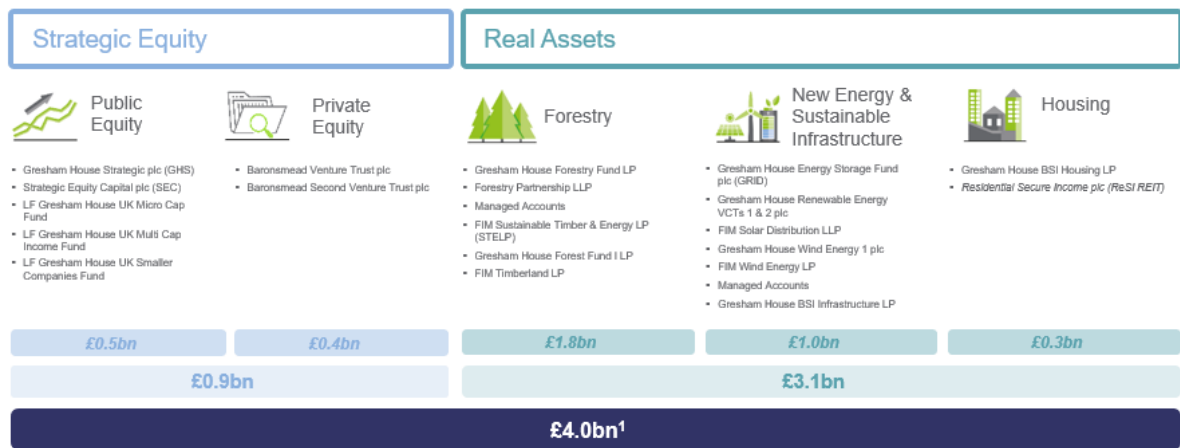 Strategic Equity
Real Assets
Public
Equity
Private
Equity
Forestry
New Energy &
Sustainable
Infrastructure
Housing
▪ Gresham House Strategic plc (GHS)
▪ Strategic Equity Capital plc (SEC)
▪ LF Gresham House UK Micro Cap
Fund
▪ LF Gresham House UK Multi Cap
Income Fund
▪ LF Gresham House UK Smaller
Companies Fund
▪ Baronsmead Venture Trust plc
▪ Baronsmead Second Venture Trust plc
▪ Gresham House Forestry Fund LP
▪ Forestry Partnership LLP
▪ Managed Accounts
▪ FIM Sustainable Timber & Energy LP
(STELP)
▪ Gresham House Forest Fund I LP
▪ FIM Timberland LP
▪ Gresham House Energy Storage Fund
plc (GRID)
▪ Gresham House Renewable Energy
VCTs 1 & 2 plc
▪ FIM Solar Distribution LLP
▪ Gresham House Wind Energy 1 plc
▪ FIM Wind Energy LP
▪ Managed Accounts
▪ Gresham House BSI Infrastructure LP
▪ Gresham House BSI Housing LP
▪ Residential Secure Income plc (ReSI REIT)
£0.5bn
£0.4bn
£1.8bn
£1.0bn
£0.3bn
£0.9bn
£3.1bn
£4.0bn¹